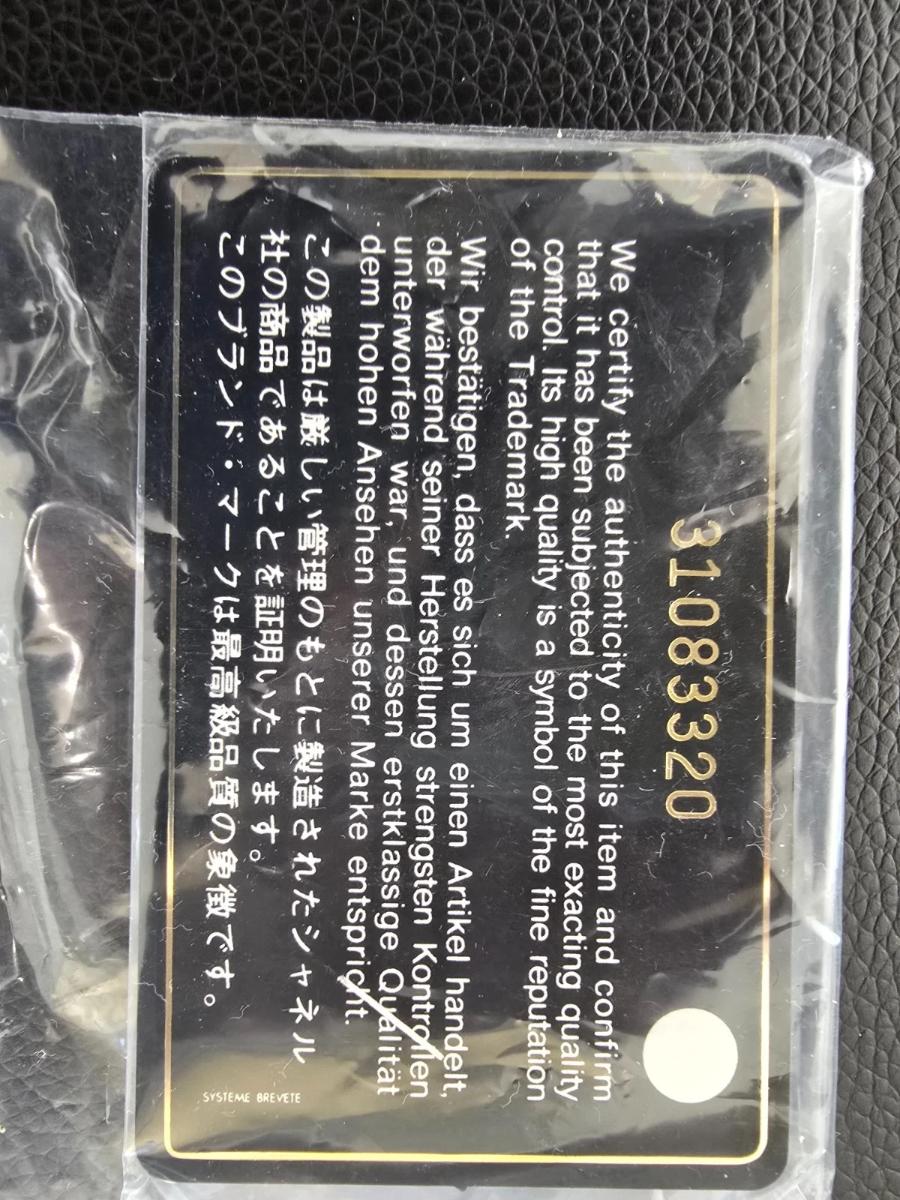 3108320
We certify the authenticity of this item and confirm
that it has been subjected to the most exacting quality
control. Its high quality is a symbol of the fine reputation
of the Trademark.
Wir bestätigen, dass es sich um einen Artikel handelt,
der während seiner Herstellung strengsten Kontrollen
unterworfen war, und dessen erstklassige Qualität
dem hohen Ansehen unserer Marke entspricht.
この製品は厳しい管理のもとに製造されたシャネル
社の商品であることを証明いたします。
このブランド・マークは最高級品質の象徴です。
SYSTEME BREVETE